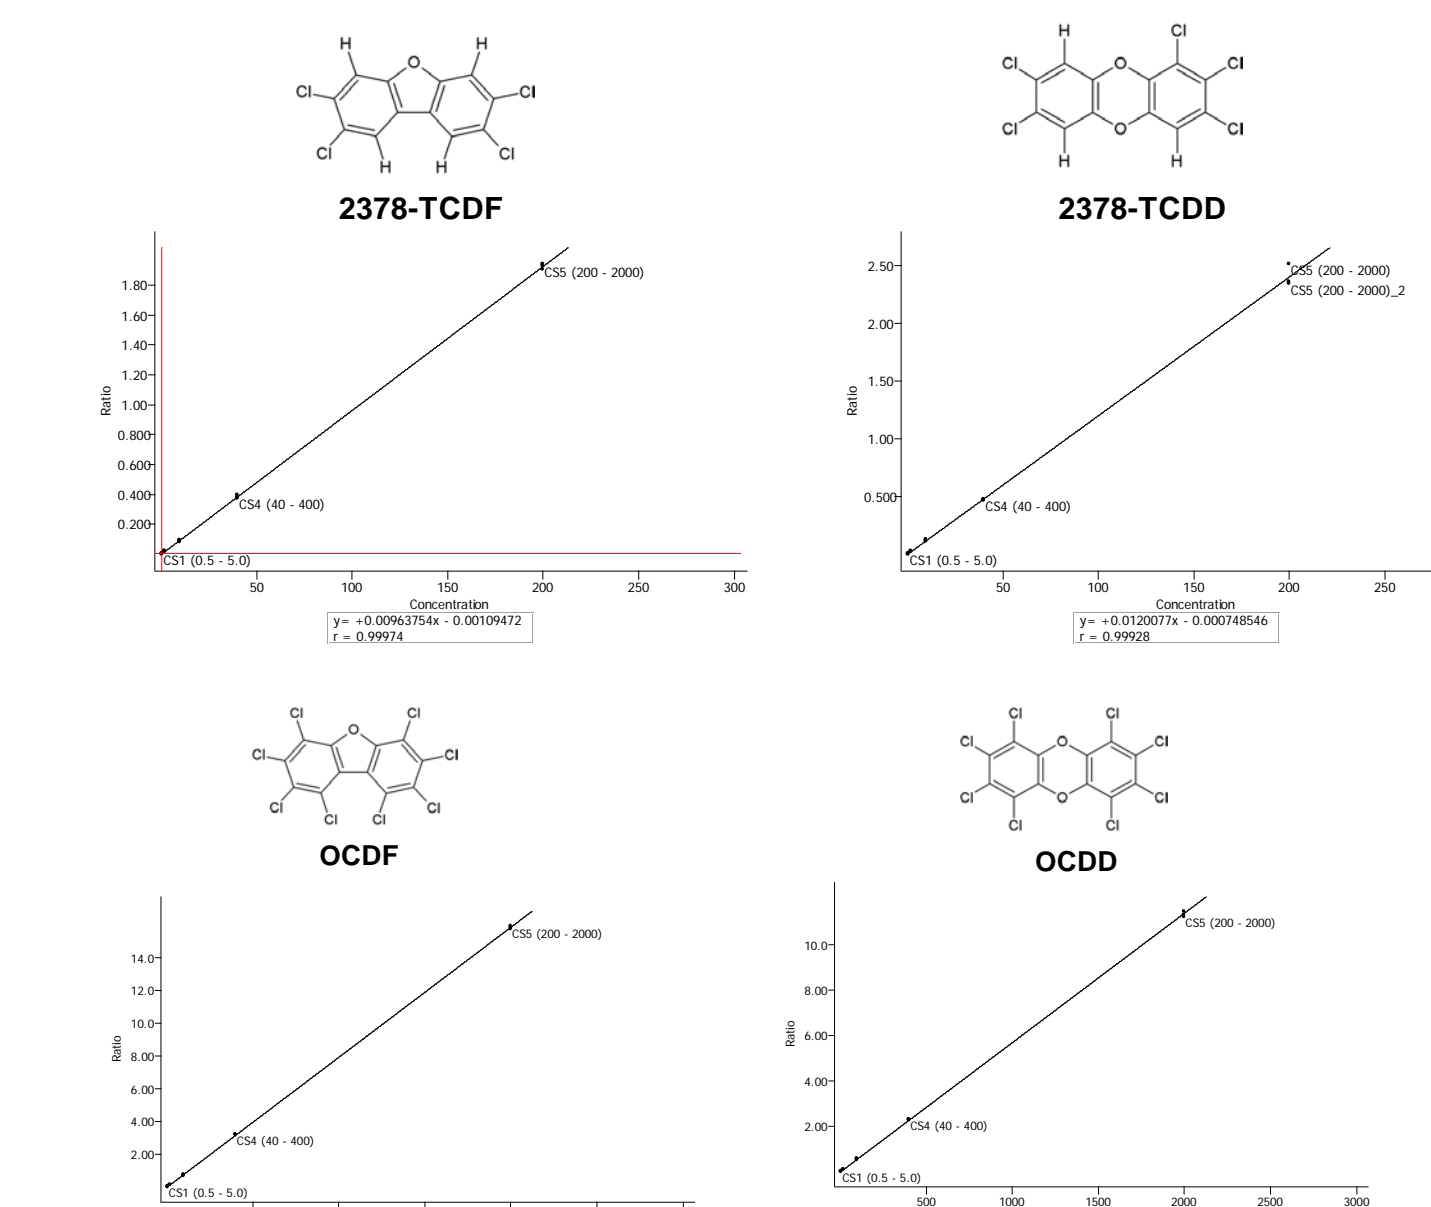 H H
O
Cl Cl
Cl Cl
H H
2378-TCDF
1.80
1.60
1.40
1.20
1.00
0.800
0.600
0.400
0.200
Ratio
CS5 (200 - 2000)
CS4 (40 - 400)
CS1 (0.5 - 5.0)
50 100 150 200 250 300
Concentration
y= +0.00963754x - 0.00109472
r = 0.99974
H Cl
Cl O Cl
Cl O Cl
H H
2378-TCDD
2.50
2.00
1.50
1.00
0.500
Ratio
CS5 (200 - 2000)
CS5 (200 - 2000)_2
CS4 (40 - 400)
CS1 (0.5 - 5.0)
50 100 150 200 250
Concentration
y= +0.0120077x - 0.000748546
r = 0.99928
Cl Cl
O
Cl Cl
Cl Cl
Cl Cl
OCDF
14.0
12.0
10.0
8.00
6.00
4.00
2.00
Ratio
CS5 (200 - 2000)
CS4 (40 - 400)
CS1 (0.5 - 5.0)
Cl Cl
Cl O Cl
Cl O Cl
Cl Cl
OCDD
10.0
8.00
6.00
4.00
2.00
Ratio
CS5 (200 - 2000)
CS4 (40 - 400)
CS1 (0.5 - 5.0)
500 1000 1500 2000 2500 3000